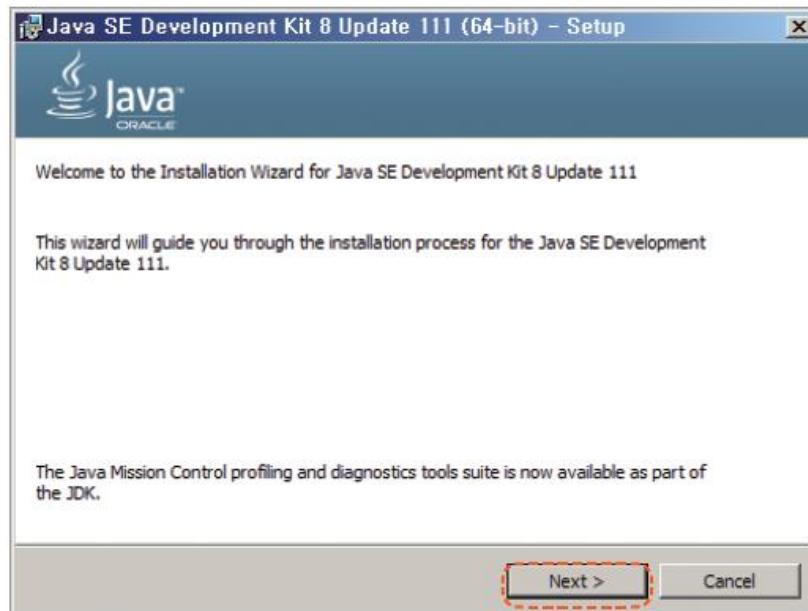 Java SE Development Kit 8 Update 111 (64-bit) - Setup
Java™
ORACLE
Welcome to the Installation Wizard for Java SE Development Kit 8 Update 111
This wizard will guide you through the installation process for the Java SE Development
Kit 8 Update 111.
The Java Mission Control profiling and diagnostics tools suite is now available as part of
the JDK.
Next >
Cancel